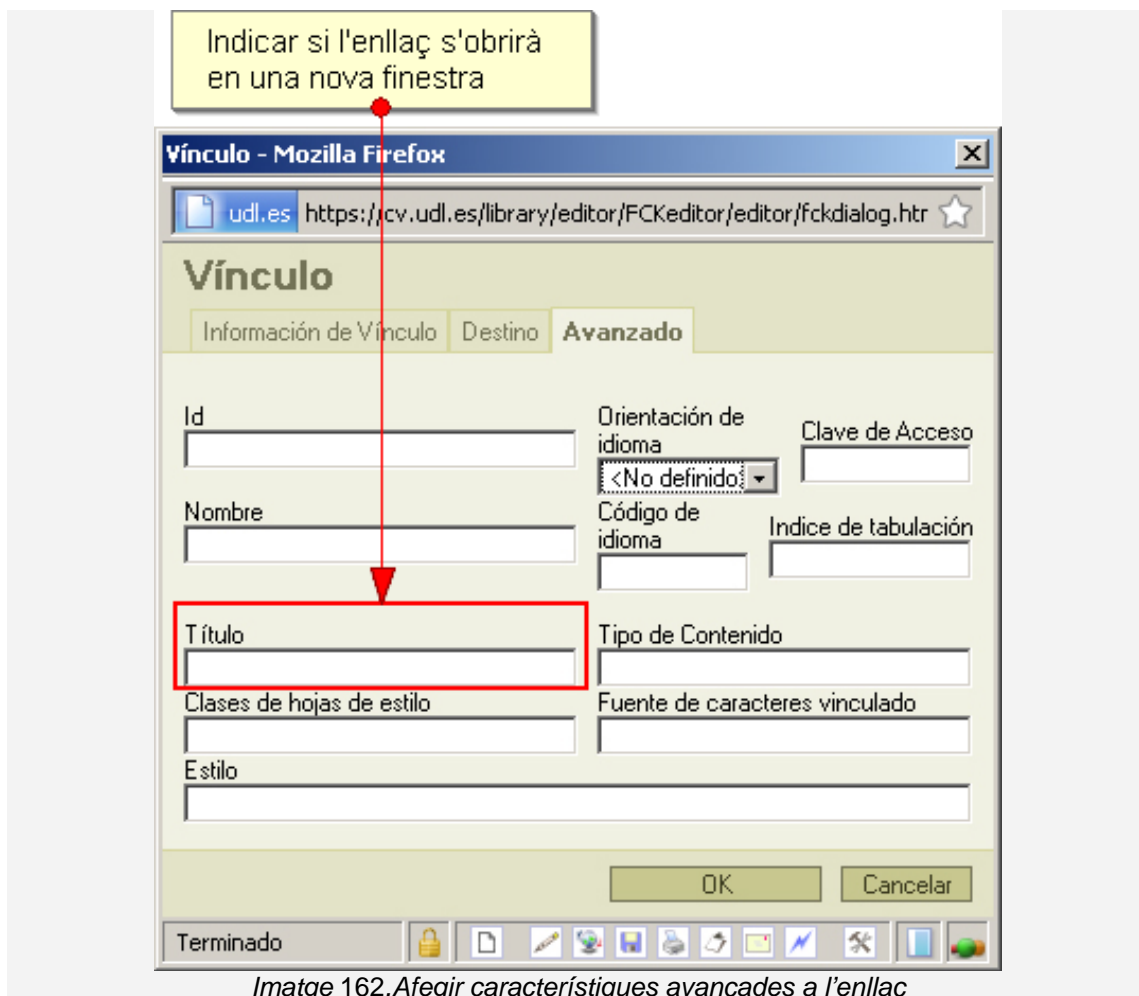 Indicar si l'enllaç s'obrirà
en una nova finestra
Vínculo - Mozilla Firefox
udl.es https://cv.udl.es/library/editor/FCKeditor/editor/fckdialog.htr
Vínculo
Información de Vínculo Destino Avanzado
Id
Orientación de
idioma
Clave de Acceso
<No definido>
Nombre
Código de
idioma
Indice de tabulación
Título
Tipo de Contenido
Clases de hojas de estilo
Fuente de caracteres vinculado
Estilo
OK Cancelar
Terminado
Imatge 162.Afegir característiques avançades a l'enllaç